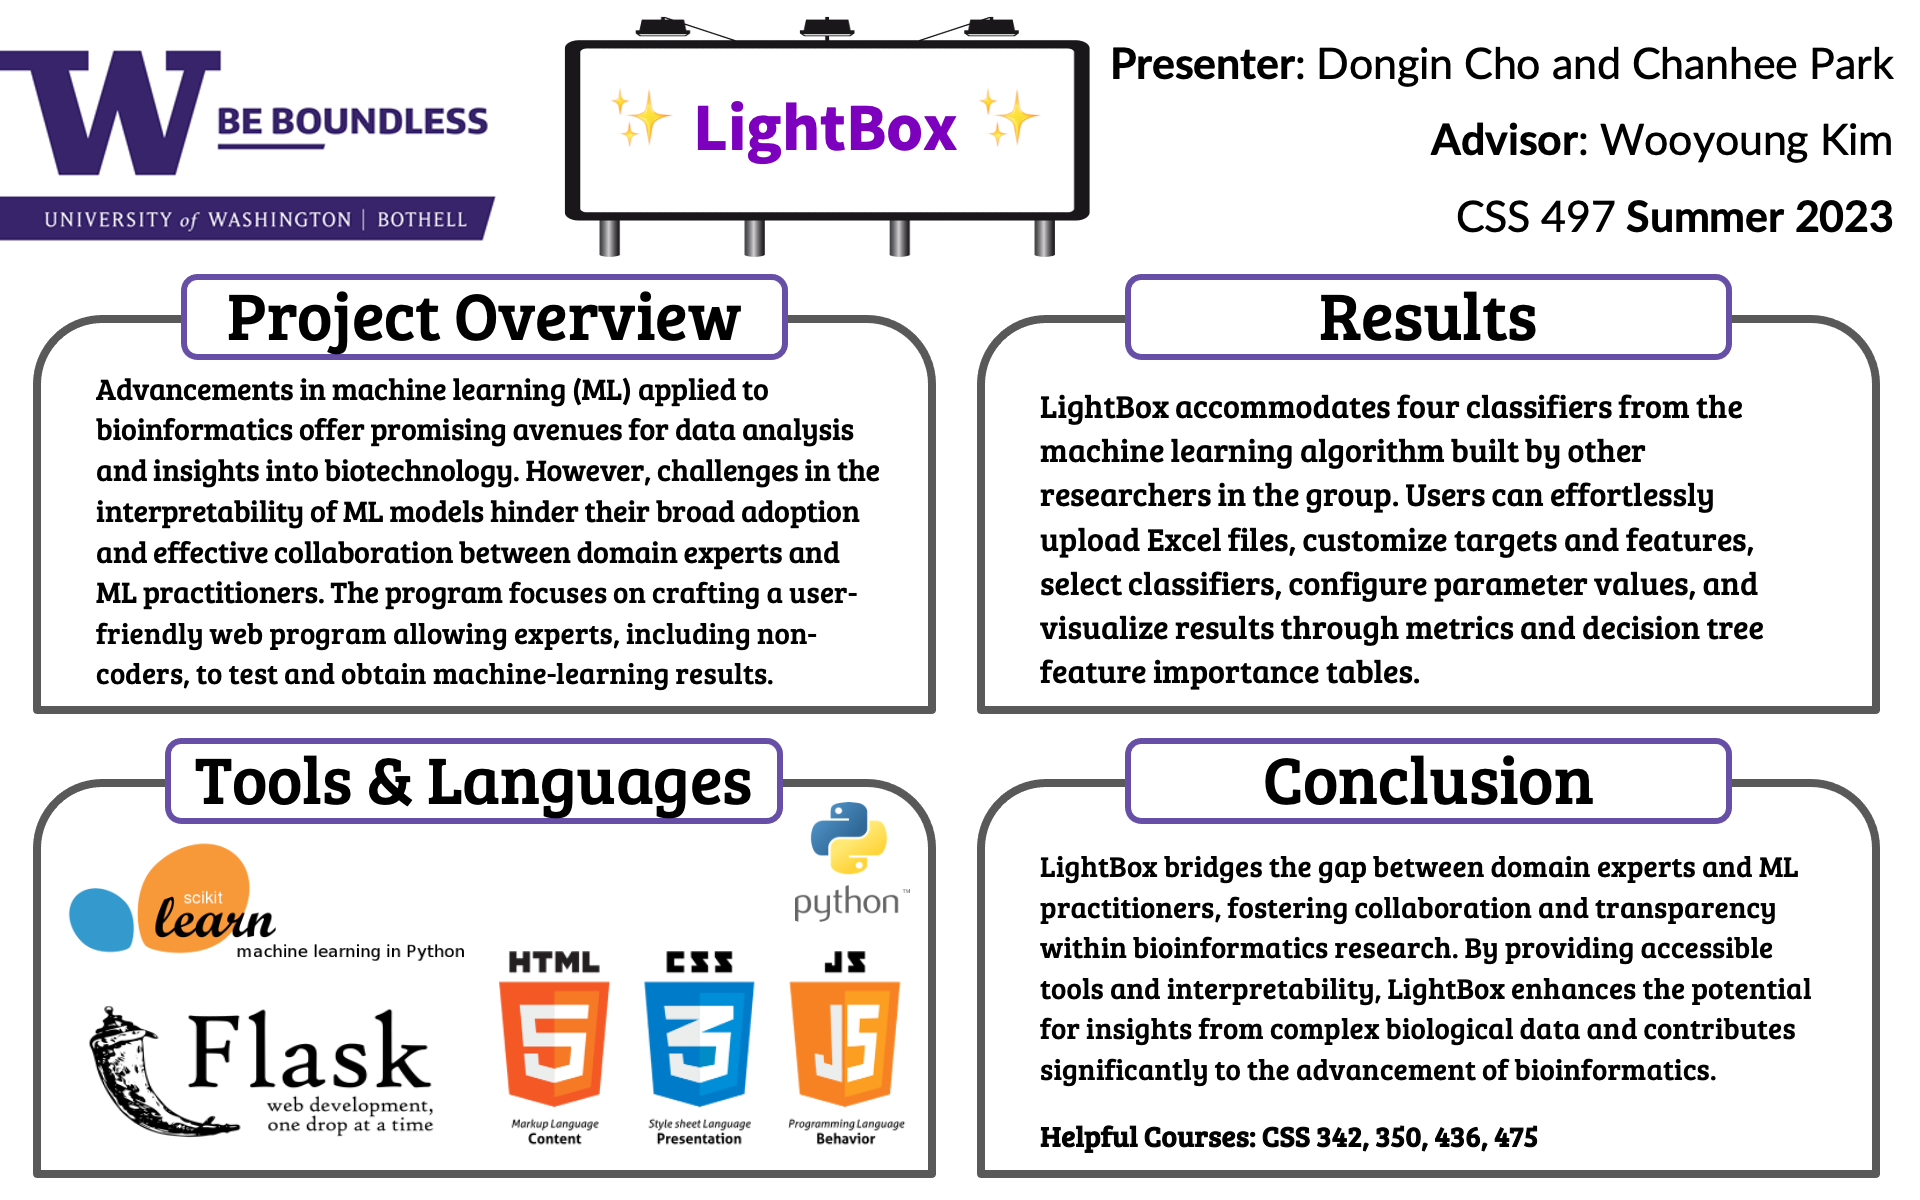 W BE BOUNDLESS
UNIVERSITY of WASHINGTON | BOTHELL
LightBox
Presenter: Dongin Cho and Chanhee Park
Advisor: Wooyoung Kim
CSS 497 Summer 2023
Project Overview
Advancements in machine learning (ML) applied to
bioinformatics offer promising avenues for data analysis
and insights into biotechnology. However, challenges in the
interpretability of ML models hinder their broad adoption
and effective collaboration between domain experts and
ML practitioners. The program focuses on crafting a user-
friendly web program allowing experts, including non-
coders, to test and obtain machine-learning results.
Results
LightBox accommodates four classifiers from the
machine learning algorithm built by other
researchers in the group. Users can effortlessly
upload Excel files, customize targets and features,
select classifiers, configure parameter values, and
visualize results through metrics and decision tree
feature importance tables.
Tools & Languages
scikit
learn
machine learning in Python
python™
Flask
web development,
one drop at a time
HTML
5
Markup Language
Content
CSS
3
Style sheet Language
Presentation
JS
JS
Programming Language
Behavior
Conclusion
LightBox bridges the gap between domain experts and ML
practitioners, fostering collaboration and transparency
within bioinformatics research. By providing accessible
tools and interpretability, LightBox enhances the potential
for insights from complex biological data and contributes
significantly to the advancement of bioinformatics.
Helpful Courses: CSS 342, 350, 436, 475